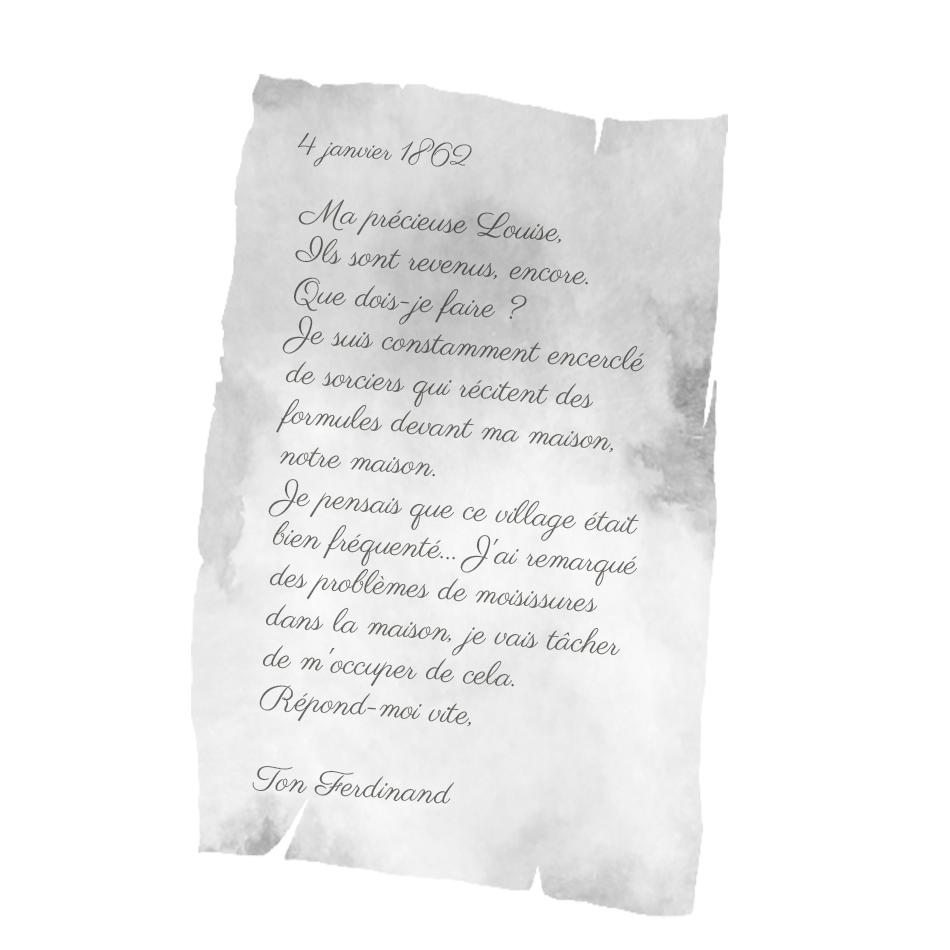 4 janvier 1862
Ma précieuse Louise,
Ils sont revenus, encore.
Que dois-je faire ?
Je suis constamment encerclé
de sorciers qui récitent des
formules devant ma maison,
notre maison.
Je pensais que ce village était
bien fréquenté... J'ai remarqué
des problèmes de moisissures
dans la maison, je vais tâcher
de m'occuper de cela.
Répond-moi vite,
Ton Ferdinand